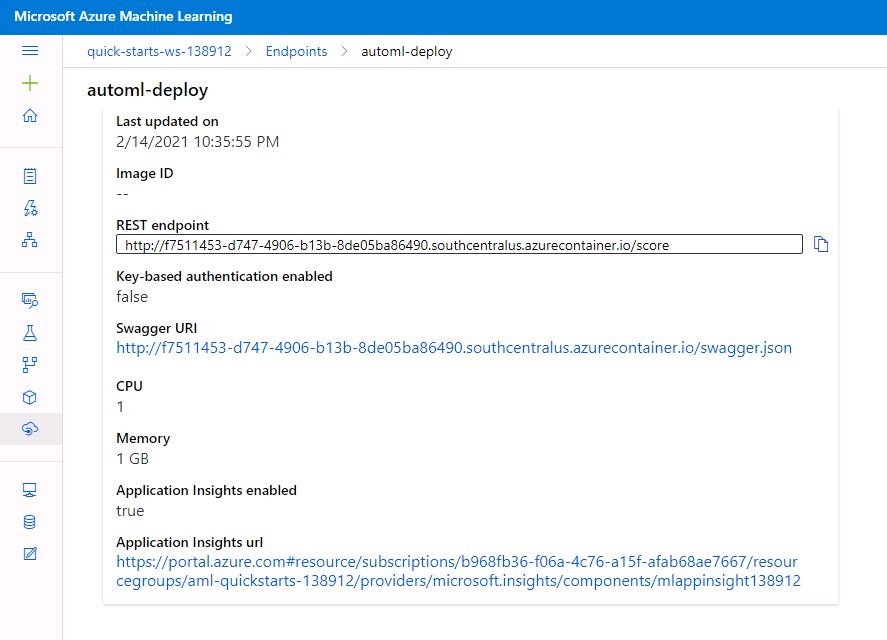 Microsoft Azure Machine Learning
quick-starts-ws-138912 > Endpoints > automl-deploy
automl-deploy
Last updated on
2/14/2021 10:35:55 PM
Image ID
--
REST endpoint
http://f7511453-d747-4906-b13b-8de05ba86490.southcentralus.azurecontainer.io/score
Key-based authentication enabled
false
Swagger URI
http://f7511453-d747-4906-b13b-8de05ba86490.southcentralus.azurecontainer.io/swagger.json
CPU
1
Memory
1 GB
Application Insights enabled
true
Application Insights url
https://portal.azure.com#resource/subscriptions/b968fb36-f06a-4c76-a15f-afab68ae7667/resour
cegroups/aml-quickstarts-138912/providers/microsoft.insights/components/mlappinsight138912